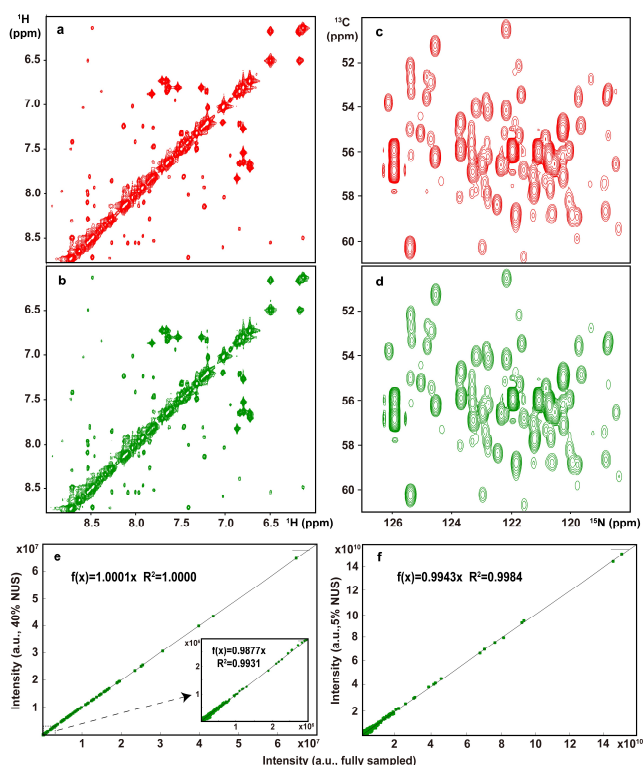 ¹H
(ppm)
a
6.5
7.0
7.5
8.0
8.5
b
6.5
7.0
7.5
8.0
8.5
8.5 8.0 7.5 7.0 6.5
¹H (ppm)
¹³C
(ppm)
c
52
54
56
58
60
d
52
54
56
58
60
126 124 122 120 ¹⁵N (ppm)
e
x10⁷
f(x)=1.0001x R²=1.0000
Intensity (a.u., 40% NUS)
6
5
4
3
2
1
1 2 3 4 5 6 x10⁷
f(x)=0.9877x
R²=0.9931
2
1
1 2
f
x10¹⁰
f(x)=0.9943x R²=0.9984
Intensity (a.u.,5% NUS)
14
12
10
8
6
4
2
2 4 6 8 10 12 14 x10¹⁰
Intensity (a.u., fully sampled)